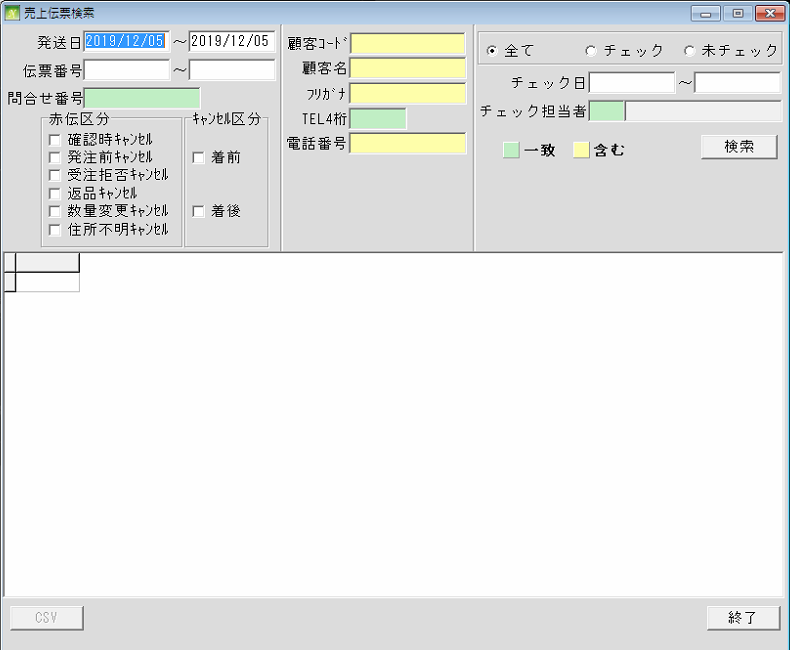 売上伝票検索
発送日 2019/12/05 ～ 2019/12/05
伝票番号 ～
問合せ番号
赤伝区分
確認時ｷｬﾝｾﾙ
発注前ｷｬﾝｾﾙ
受注拒否ｷｬﾝｾﾙ
返品ｷｬﾝｾﾙ
数量変更ｷｬﾝｾﾙ
住所不明ｷｬﾝｾﾙ
ｷｬﾝｾﾙ区分
着前
着後
顧客ｺｰﾄﾞ
顧客名
ﾌﾘｶﾞﾅ
TEL4桁
電話番号
全て チェック 未チェック
チェック日 ～
チェック担当者
一致 含む
検索
CSV
終了